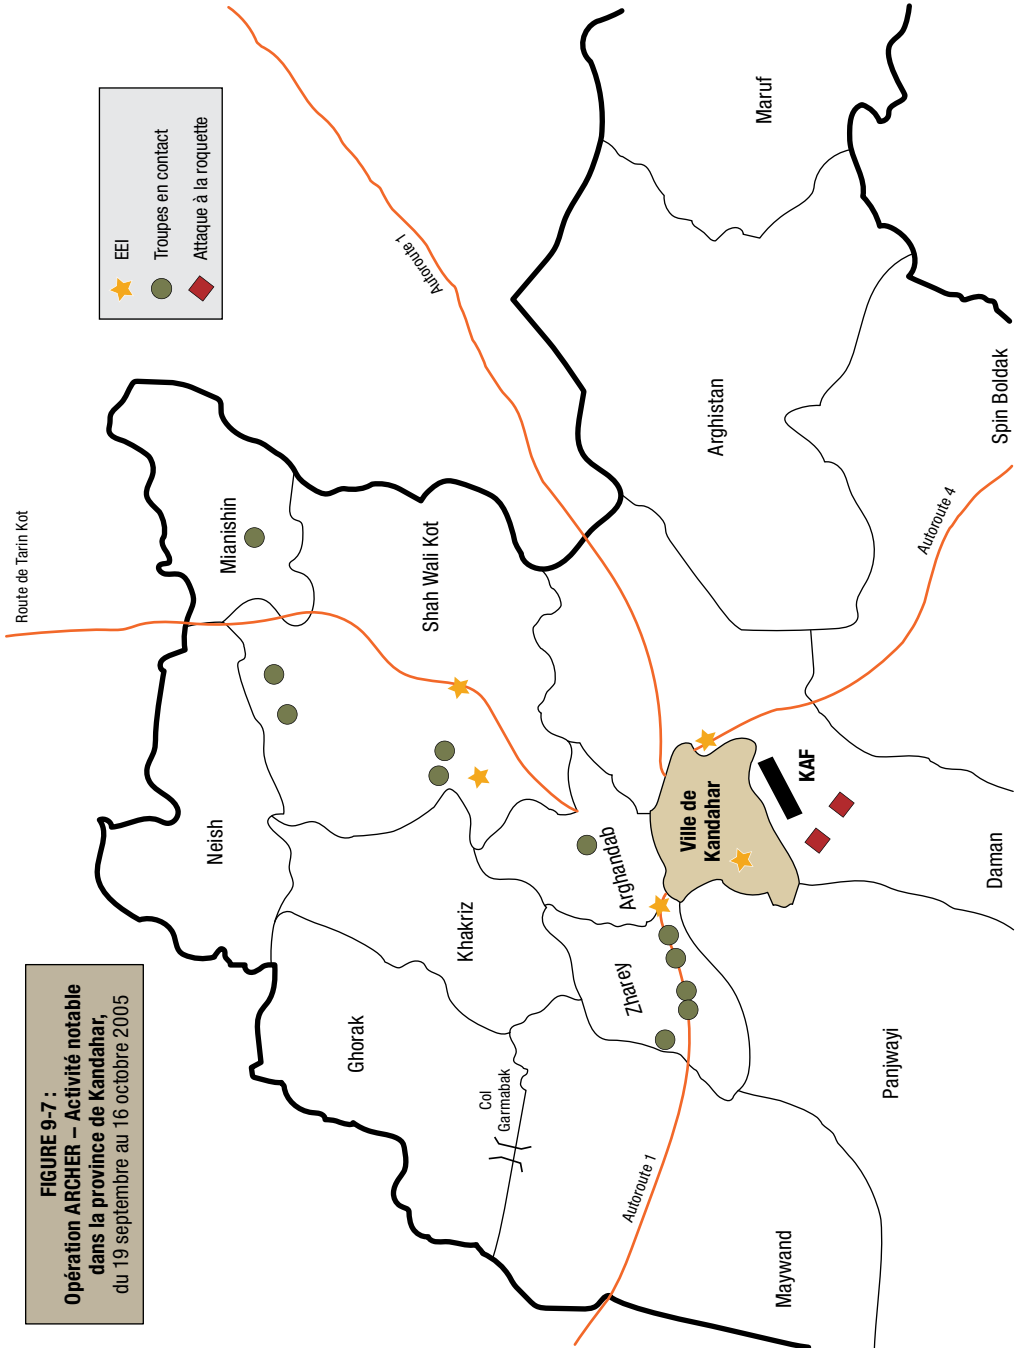 FIGURE 9-7 :
Opération ARCHER – Activité notable
dans la province de Kandahar,
du 19 septembre au 16 octobre 2005
EEI
Troupes en contact
Attaque à la roquette
Route de Tarin Kot
Autoroute 1
Mianishin
Neish
Shah Wali Kot
Ghorak
Khakriz
Col
Garmabak
Arghandab
Zharey
Autoroute 1
Maywand
Panjwayi
Ville de
Kandahar
KAF
Daman
Autoroute 4
Spin Boldak
Arghistan
Maruf